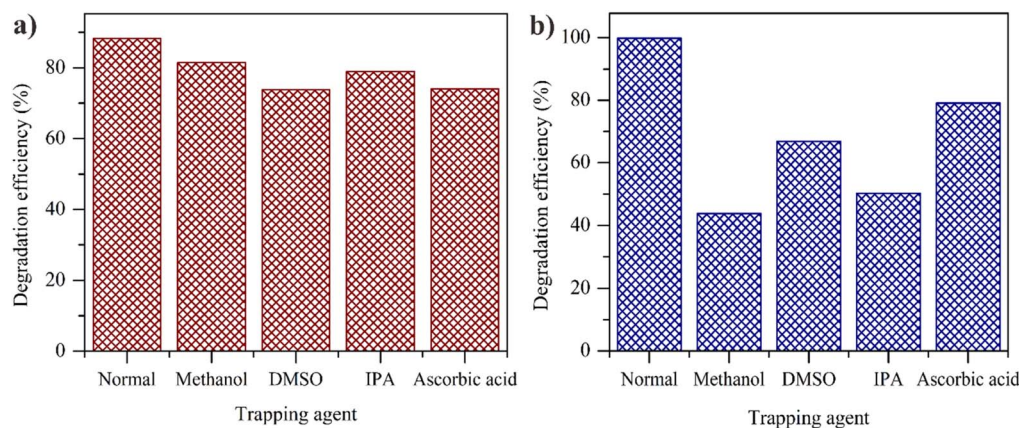 a)
Degradation efficiency (%)
80
60
40
20
0
Normal Methanol DMSO IPA Ascorbic acid
Trapping agent
b)
Degradation efficiency (%)
100
80
60
40
20
0
Normal Methanol DMSO IPA Ascorbic acid
Trapping agent